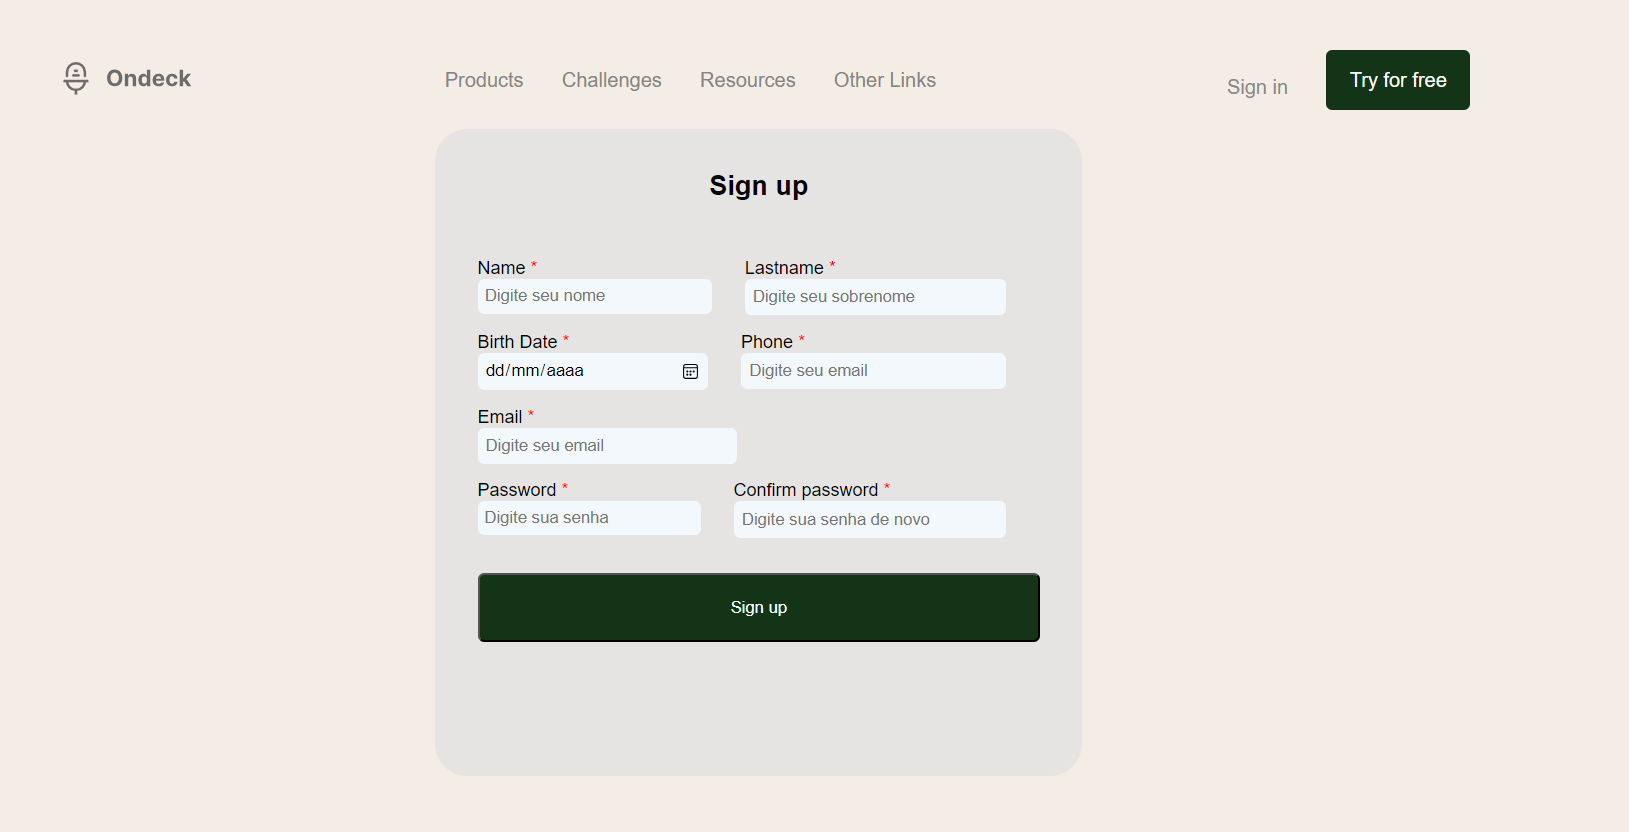 Ondeck
Products Challenges Resources Other Links
Sign in
Try for free
Sign up
Name * Lastname *
Digite seu nome Digite seu sobrenome
Birth Date * Phone *
dd/mm/aaaa Digite seu email
Email *
Digite seu email
Password * Confirm password *
Digite sua senha Digite sua senha de novo
Sign up